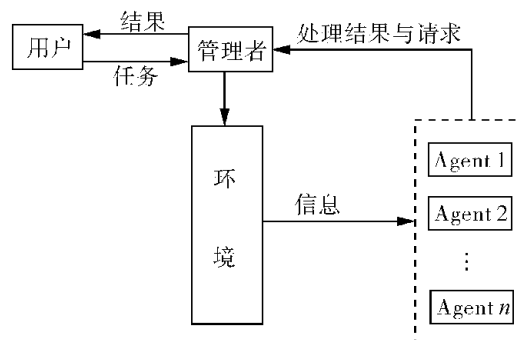 结果
用户
管理者
处理结果与请求
任务
环
境
信息
Agent 1
Agent 2
⋮
Agent n